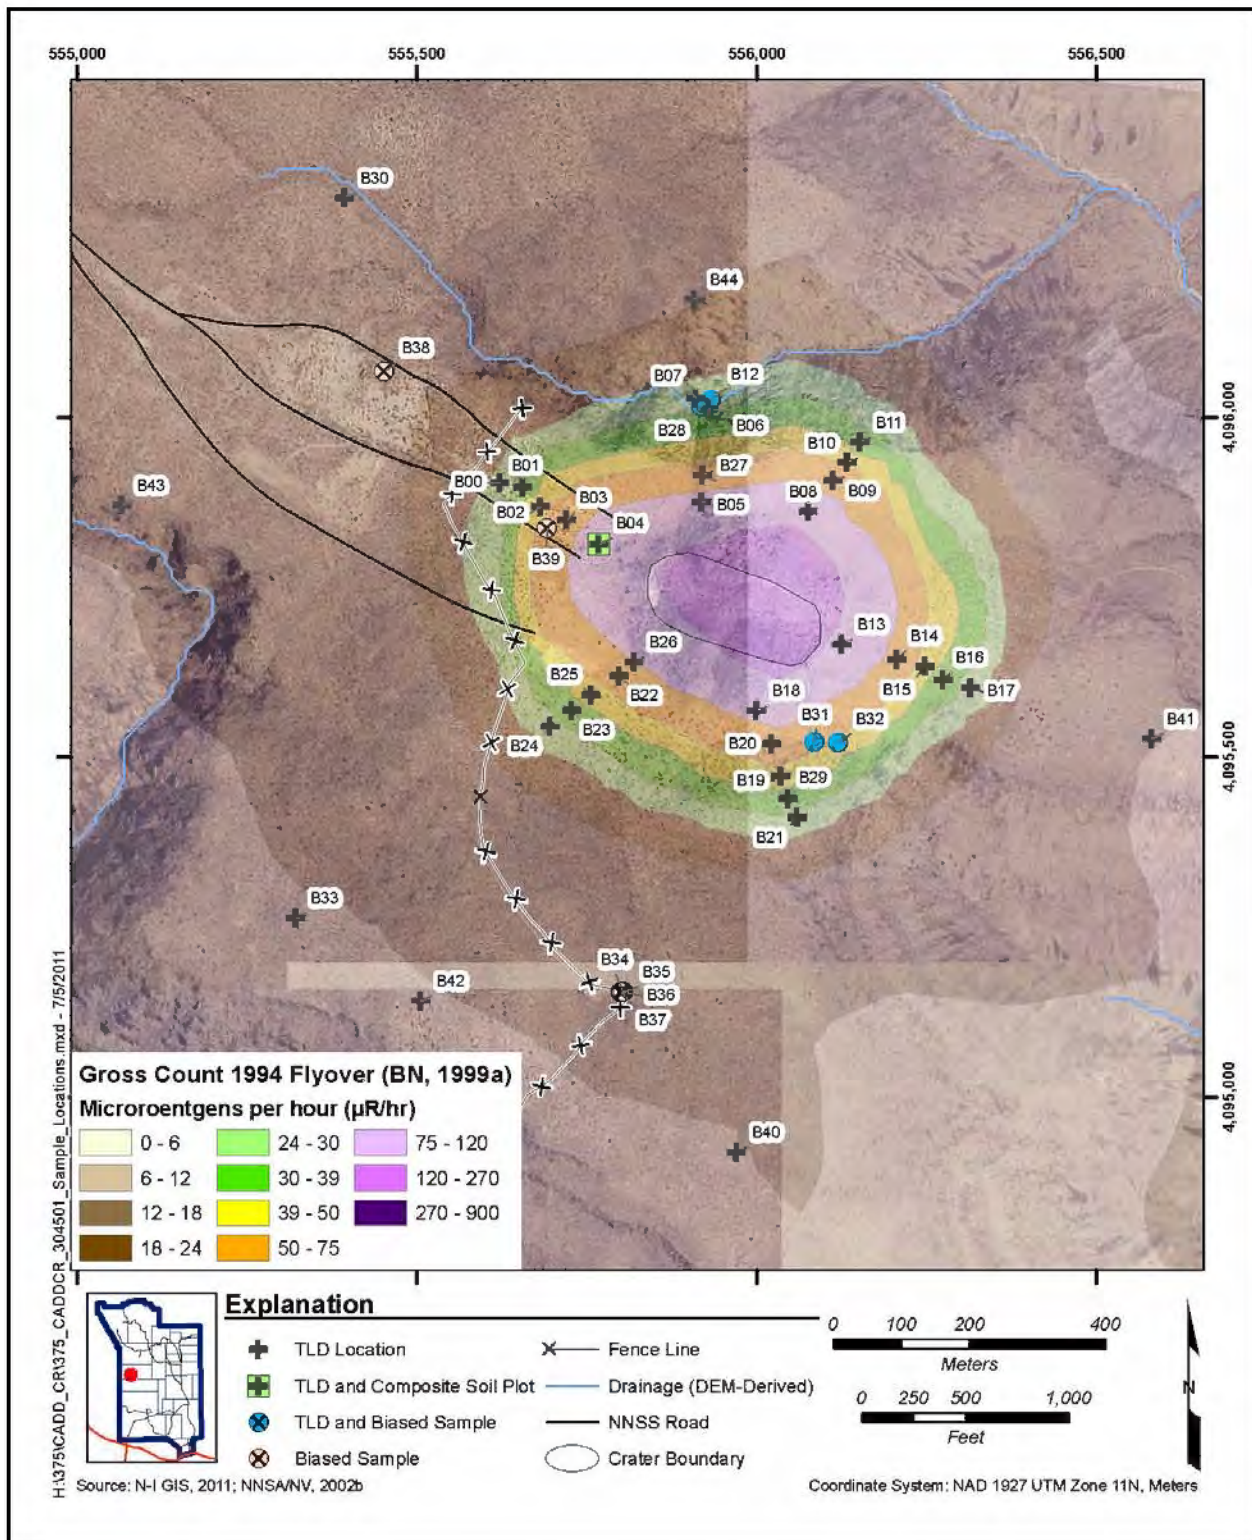 555,000 555,500 556,000 556,500
B30
B44
B38
B07 B12
4,096,000
B28 B06 B11
B10
B27
B00 B01
B43
B02 B03 B05 B08 B09
B04
B39
B13
B26 B14
B25 B16
B22 B18 B15 B17
B31 B32
B23 B41
B24 B20
4,095,500
B19 B29
B21
B33
B34 B35
B42 B36
B37
4,095,000
B40
Gross Count 1994 Flyover (BN, 1999a)
Microroentgens per hour (µR/hr)
0 - 6 24 - 30 75 - 120
6 - 12 30 - 39 120 - 270
12 - 18 39 - 50 270 - 900
18 - 24 50 - 75
H:\375\CADD_CR\375_CADDCR_304501_Sample_Locations.mxd - 7/5/2011
Explanation
TLD Location Fence Line
TLD and Composite Soil Plot Drainage (DEM-Derived)
TLD and Biased Sample NNSS Road
Biased Sample Crater Boundary
0 100 200 400
Meters
0 250 500 1,000
Feet
N
Source: N-I GIS, 2011; NNSA/NV, 2002b
Coordinate System: NAD 1927 UTM Zone 11N, Meters